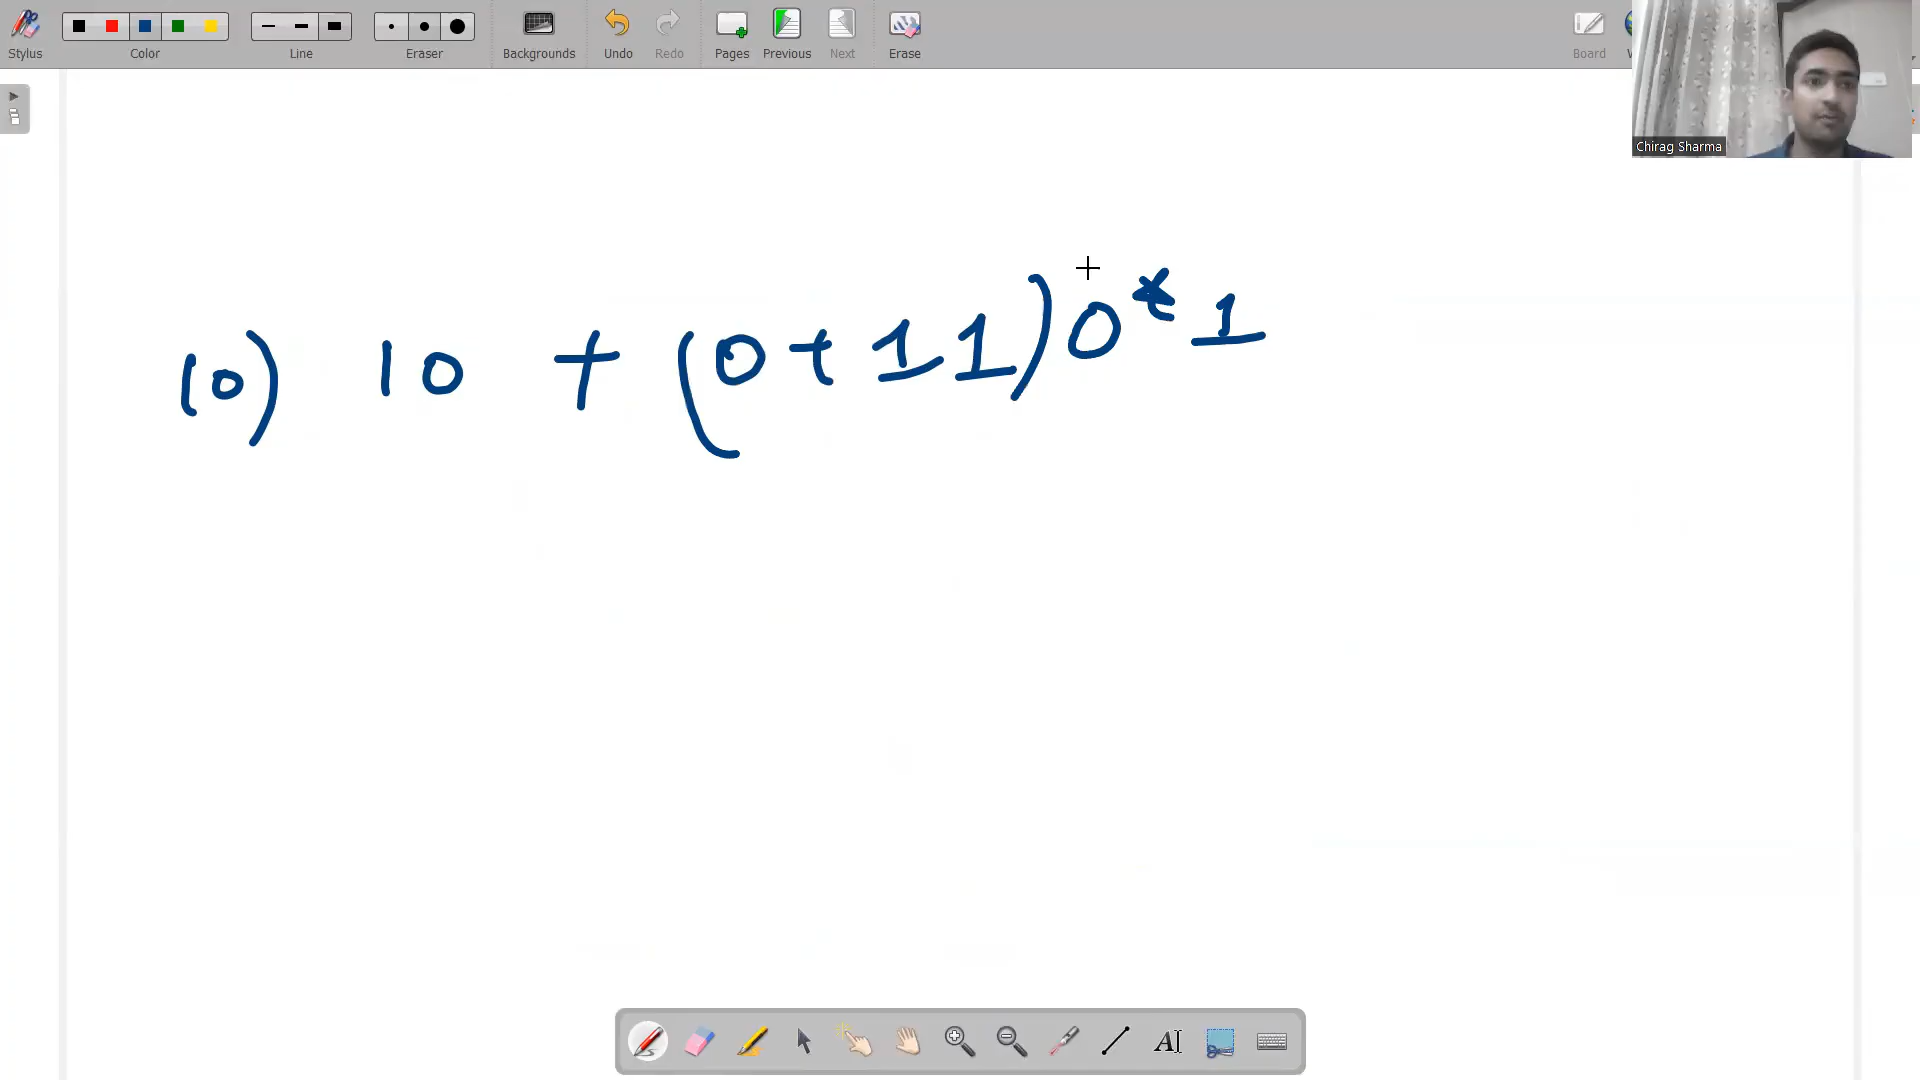 Stylus Color Line Eraser Backgrounds Undo Redo Pages Previous Next Erase Board
Chirag Sharma
10) 10 + (0+11)0* 1